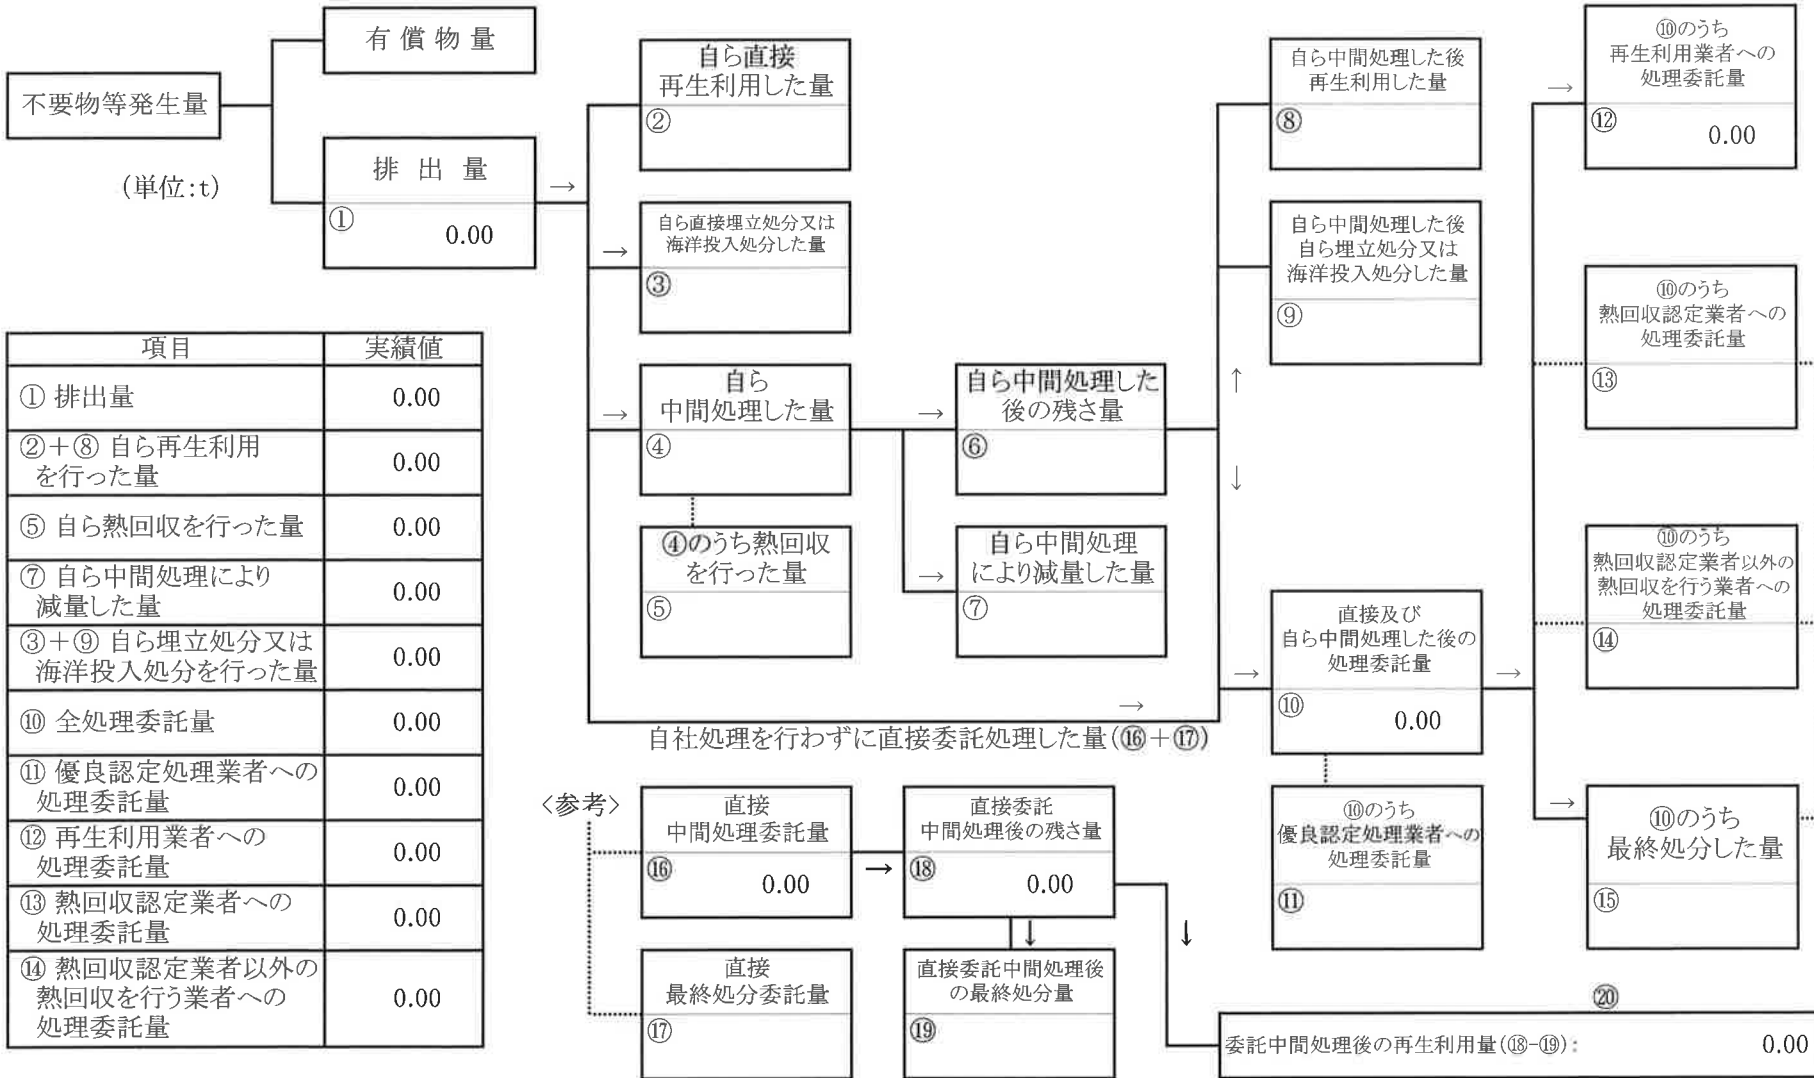 有 償 物 量
不要物等発生量
(単位:t)
排 出 量
①
0.00
→
自ら直接
再生利用した量
②
→
自ら直接埋立処分又は
海洋投入処分した量
③
→
自ら
中間処理した量
④
④のうち熱回収
を行った量
⑤
→
自ら中間処理した
後の残さ量
⑥
→
自ら中間処理
により減量した量
⑦
↑
↓
自ら中間処理した後
再生利用した量
⑧
自ら中間処理した後
自ら埋立処分又は
海洋投入処分した量
⑨
→
自社処理を行わずに直接委託処理した量(⑯+⑰)
→
直接及び
自ら中間処理した後の
処理委託量
⑩
0.00
→
⑩のうち
優良認定処理業者への
処理委託量
⑪
→
⑩のうち
再生利用業者への
処理委託量
⑫
0.00
⑩のうち
熱回収認定業者への
処理委託量
⑬
⑩のうち
熱回収認定業者以外の
熱回収を行う業者への
処理委託量
⑭
→
⑩のうち
最終処分した量
⑮
項目 実績値
① 排出量 0.00
②+⑧ 自ら再生利用
を行った量 0.00
⑤ 自ら熱回収を行った量 0.00
⑦ 自ら中間処理により
減量した量 0.00
③+⑨ 自ら埋立処分又は
海洋投入処分を行った量 0.00
⑩ 全処理委託量 0.00
⑪ 優良認定処理業者への
処理委託量 0.00
⑫ 再生利用業者への
処理委託量 0.00
⑬ 熱回収認定業者への
処理委託量 0.00
⑭ 熱回収認定業者以外の
熱回収を行う業者への
処理委託量 0.00
〈参考〉
直接
中間処理委託量
⑯
0.00
→
直接委託
中間処理後の残さ量
⑱
0.00
↓
↓
直接
最終処分委託量
⑰
直接委託中間処理後
の最終処分量
⑲
⑳
委託中間処理後の再生利用量(⑱-⑲): 0.00